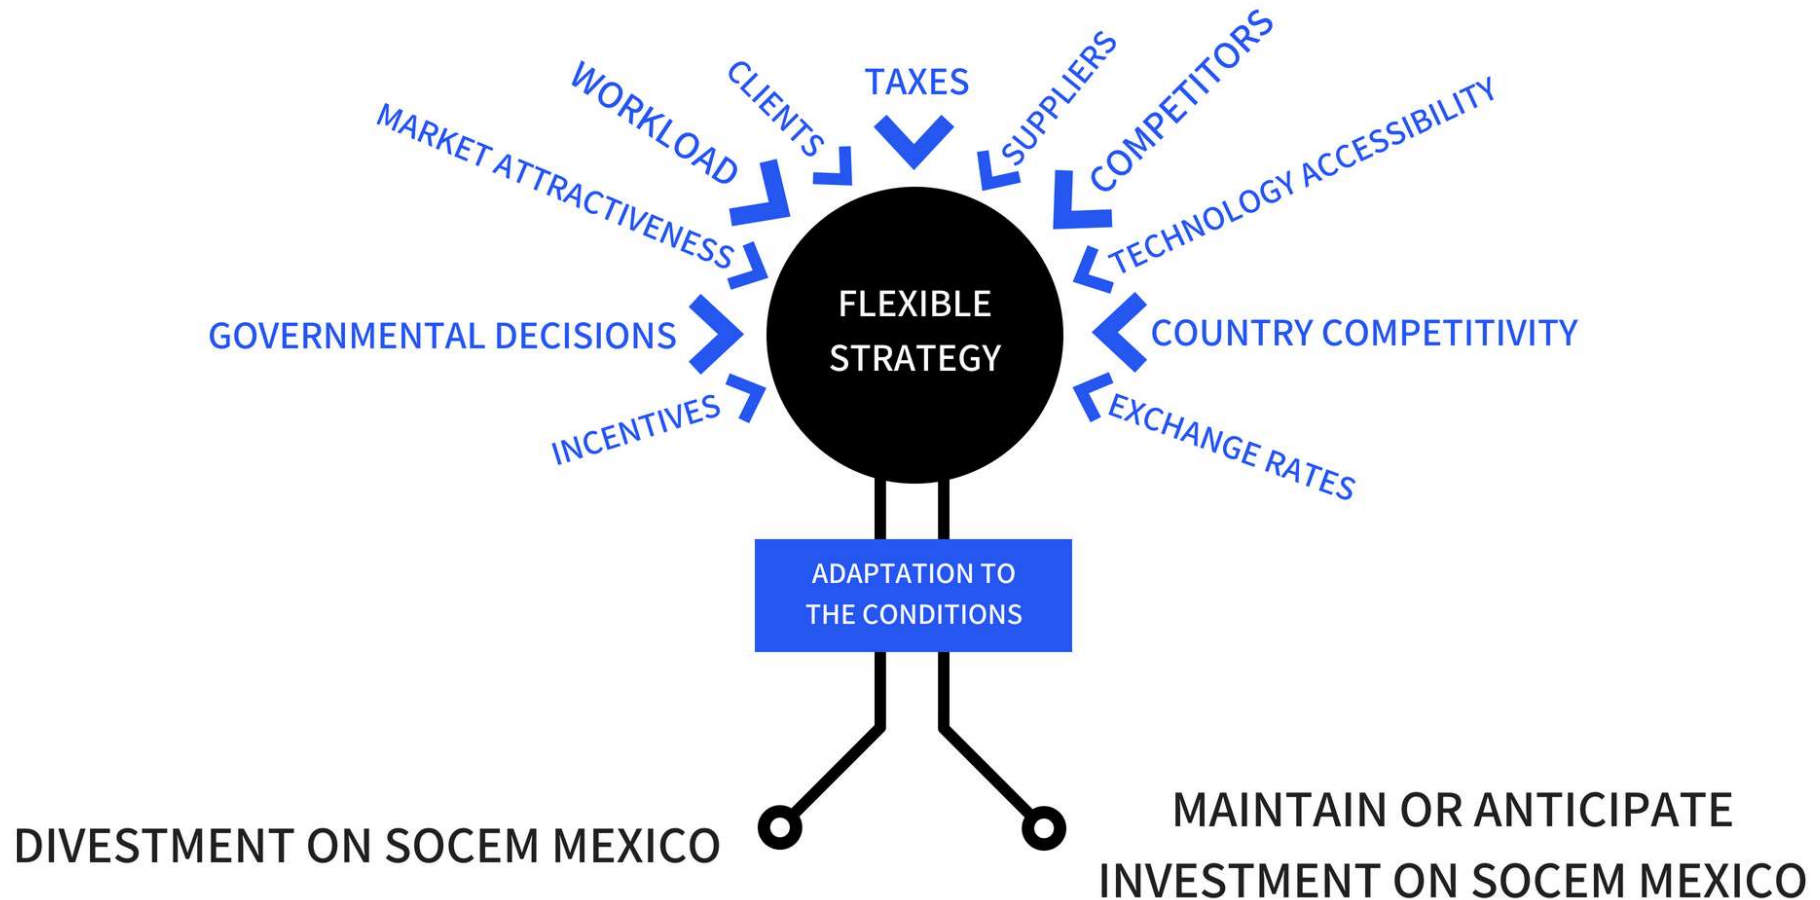 TAXES
CLIENTS
SUPPLIERS
WORKLOAD
COMPETITORS
MARKET ATTRACTIVENESS
TECHNOLOGY ACCESSIBILITY
GOVERNMENTAL DECISIONS
COUNTRY COMPETITIVITY
INCENTIVES
EXCHANGE RATES
FLEXIBLE
STRATEGY
ADAPTATION TO
THE CONDITIONS
DIVESTMENT ON SOCEM MEXICO
MAINTAIN OR ANTICIPATE
INVESTMENT ON SOCEM MEXICO